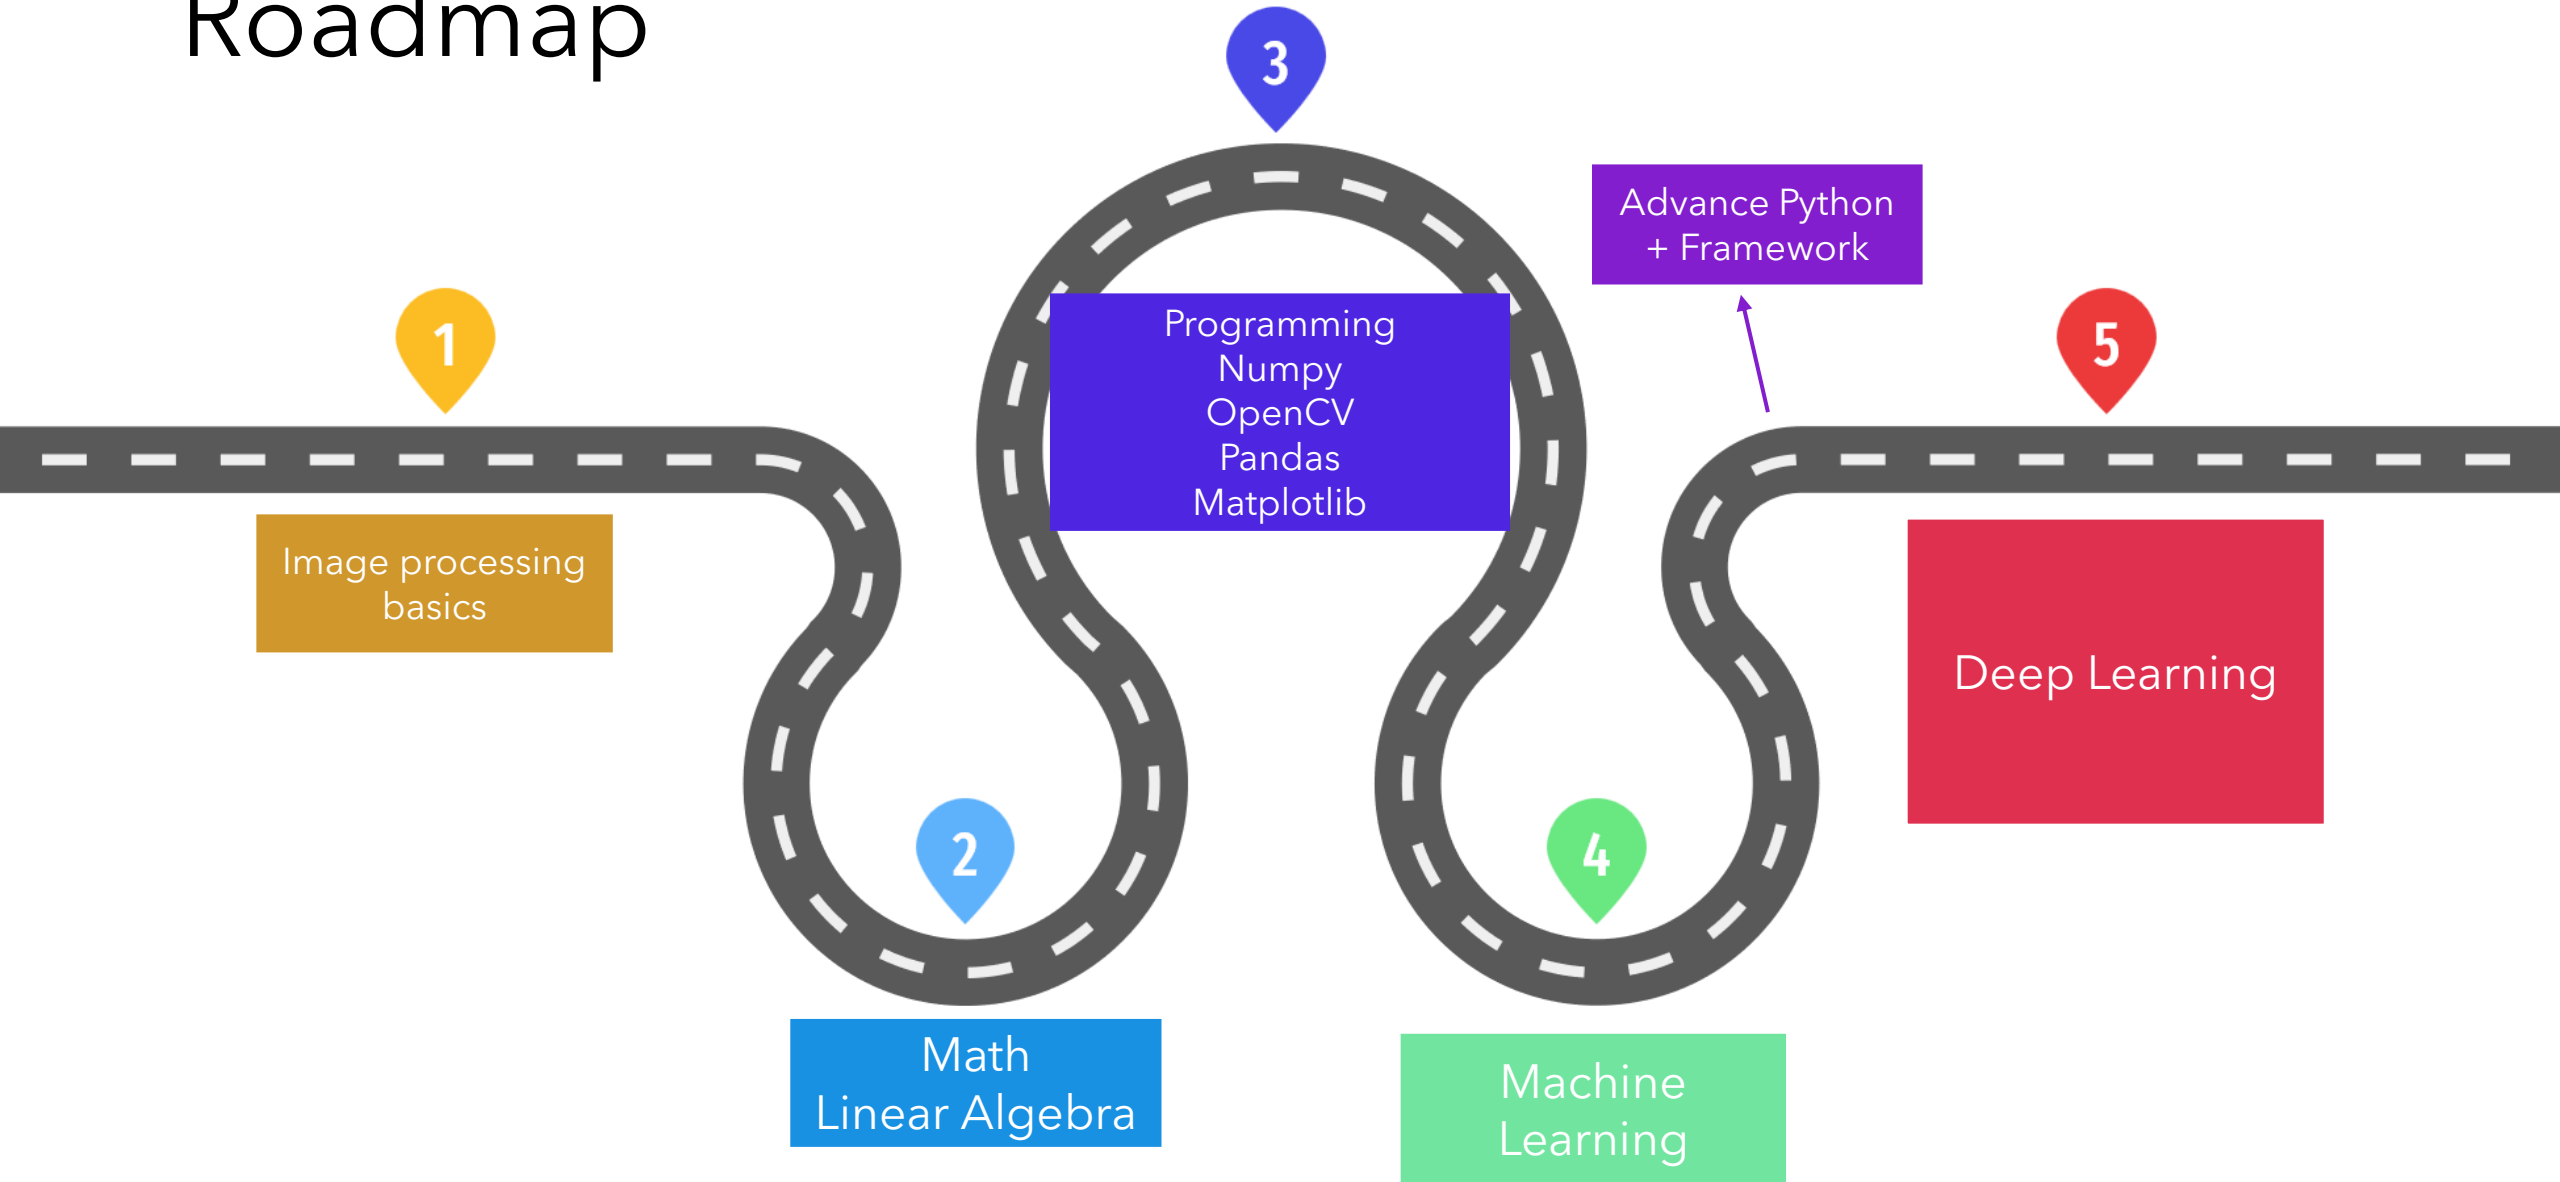 Roadmap
1
Image processing
basics
2
Math
Linear Algebra
3
Programming
Numpy
OpenCV
Pandas
Matplotlib
4
Machine
Learning
Advance Python
+ Framework
5
Deep Learning